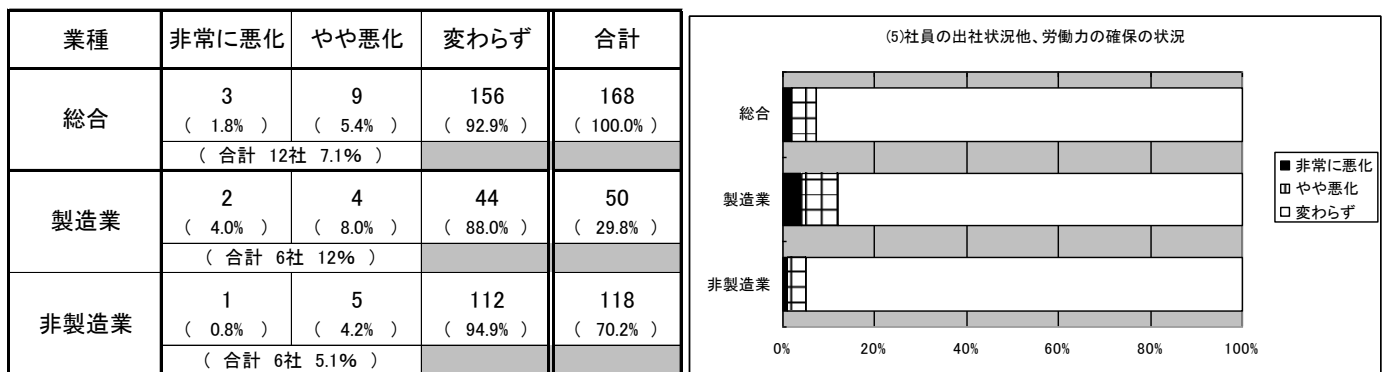 業種 非常に悪化 やや悪化 変わらず 合計
総合 3 9 156 168
( 1.8% ) ( 5.4% ) ( 92.9% ) ( 100.0% )
( 合計 12社 7.1% )
製造業 2 4 44 50
( 4.0% ) ( 8.0% ) ( 88.0% ) ( 29.8% )
( 合計 6社 12% )
非製造業 1 5 112 118
( 0.8% ) ( 4.2% ) ( 94.9% ) ( 70.2% )
( 合計 6社 5.1% )
(5)社員の出社状況他、労働力の確保の状況
総合
製造業
非製造業
0% 20% 40% 60% 80% 100%
非常に悪化
やや悪化
変わらず